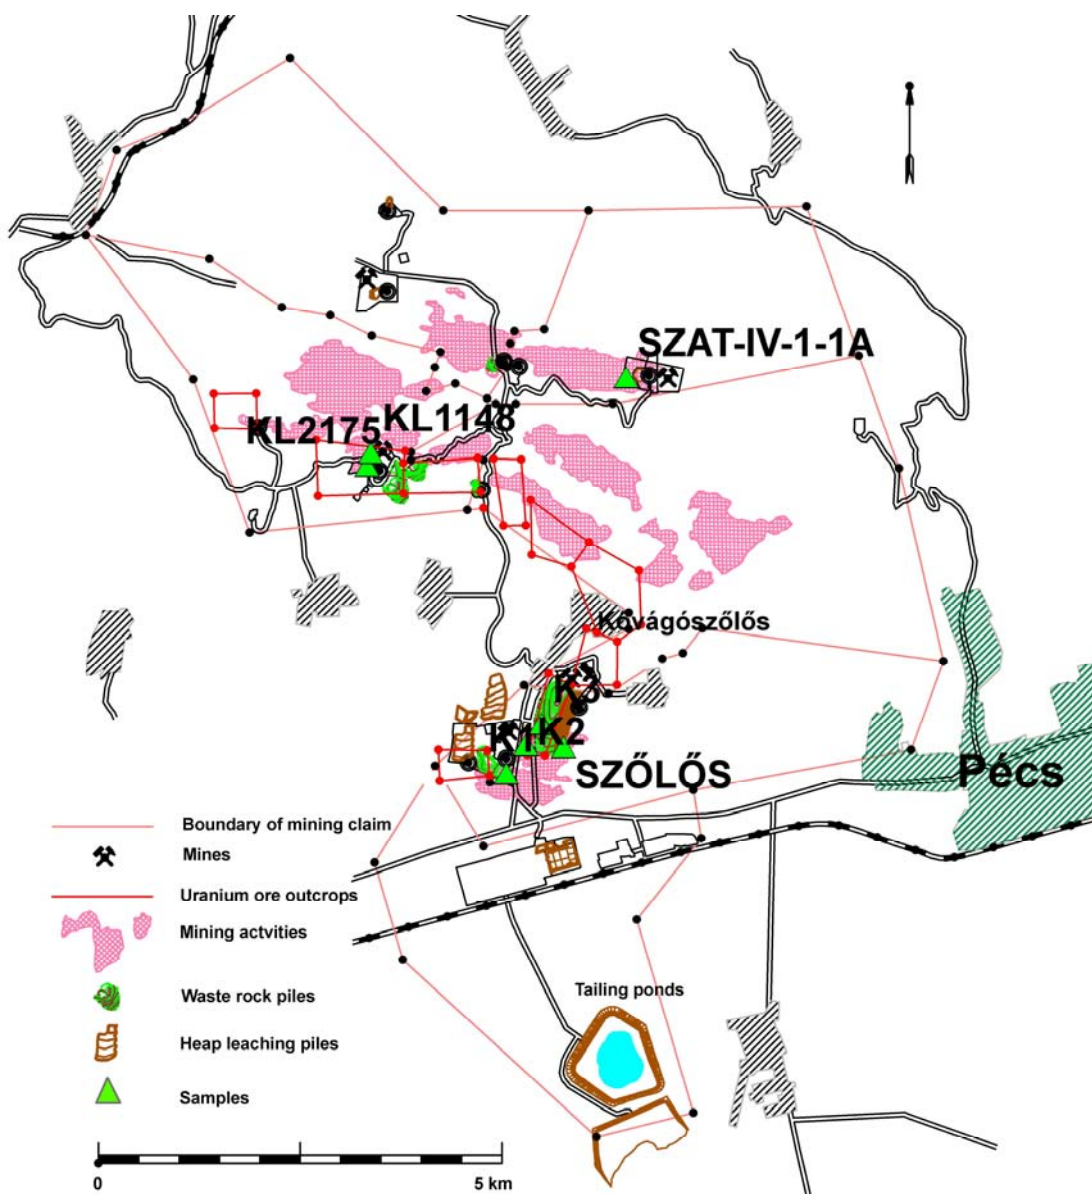 SZAT-IV-1-1A
KL1148
KL2175
Kővágószőlős
K3
K1
K2
SZŐLŐS
Pécs
Boundary of mining claim
Mines
Uranium ore outcrops
Mining actvities
Waste rock piles
Tailing ponds
Heap leaching piles
Samples
0
5 km